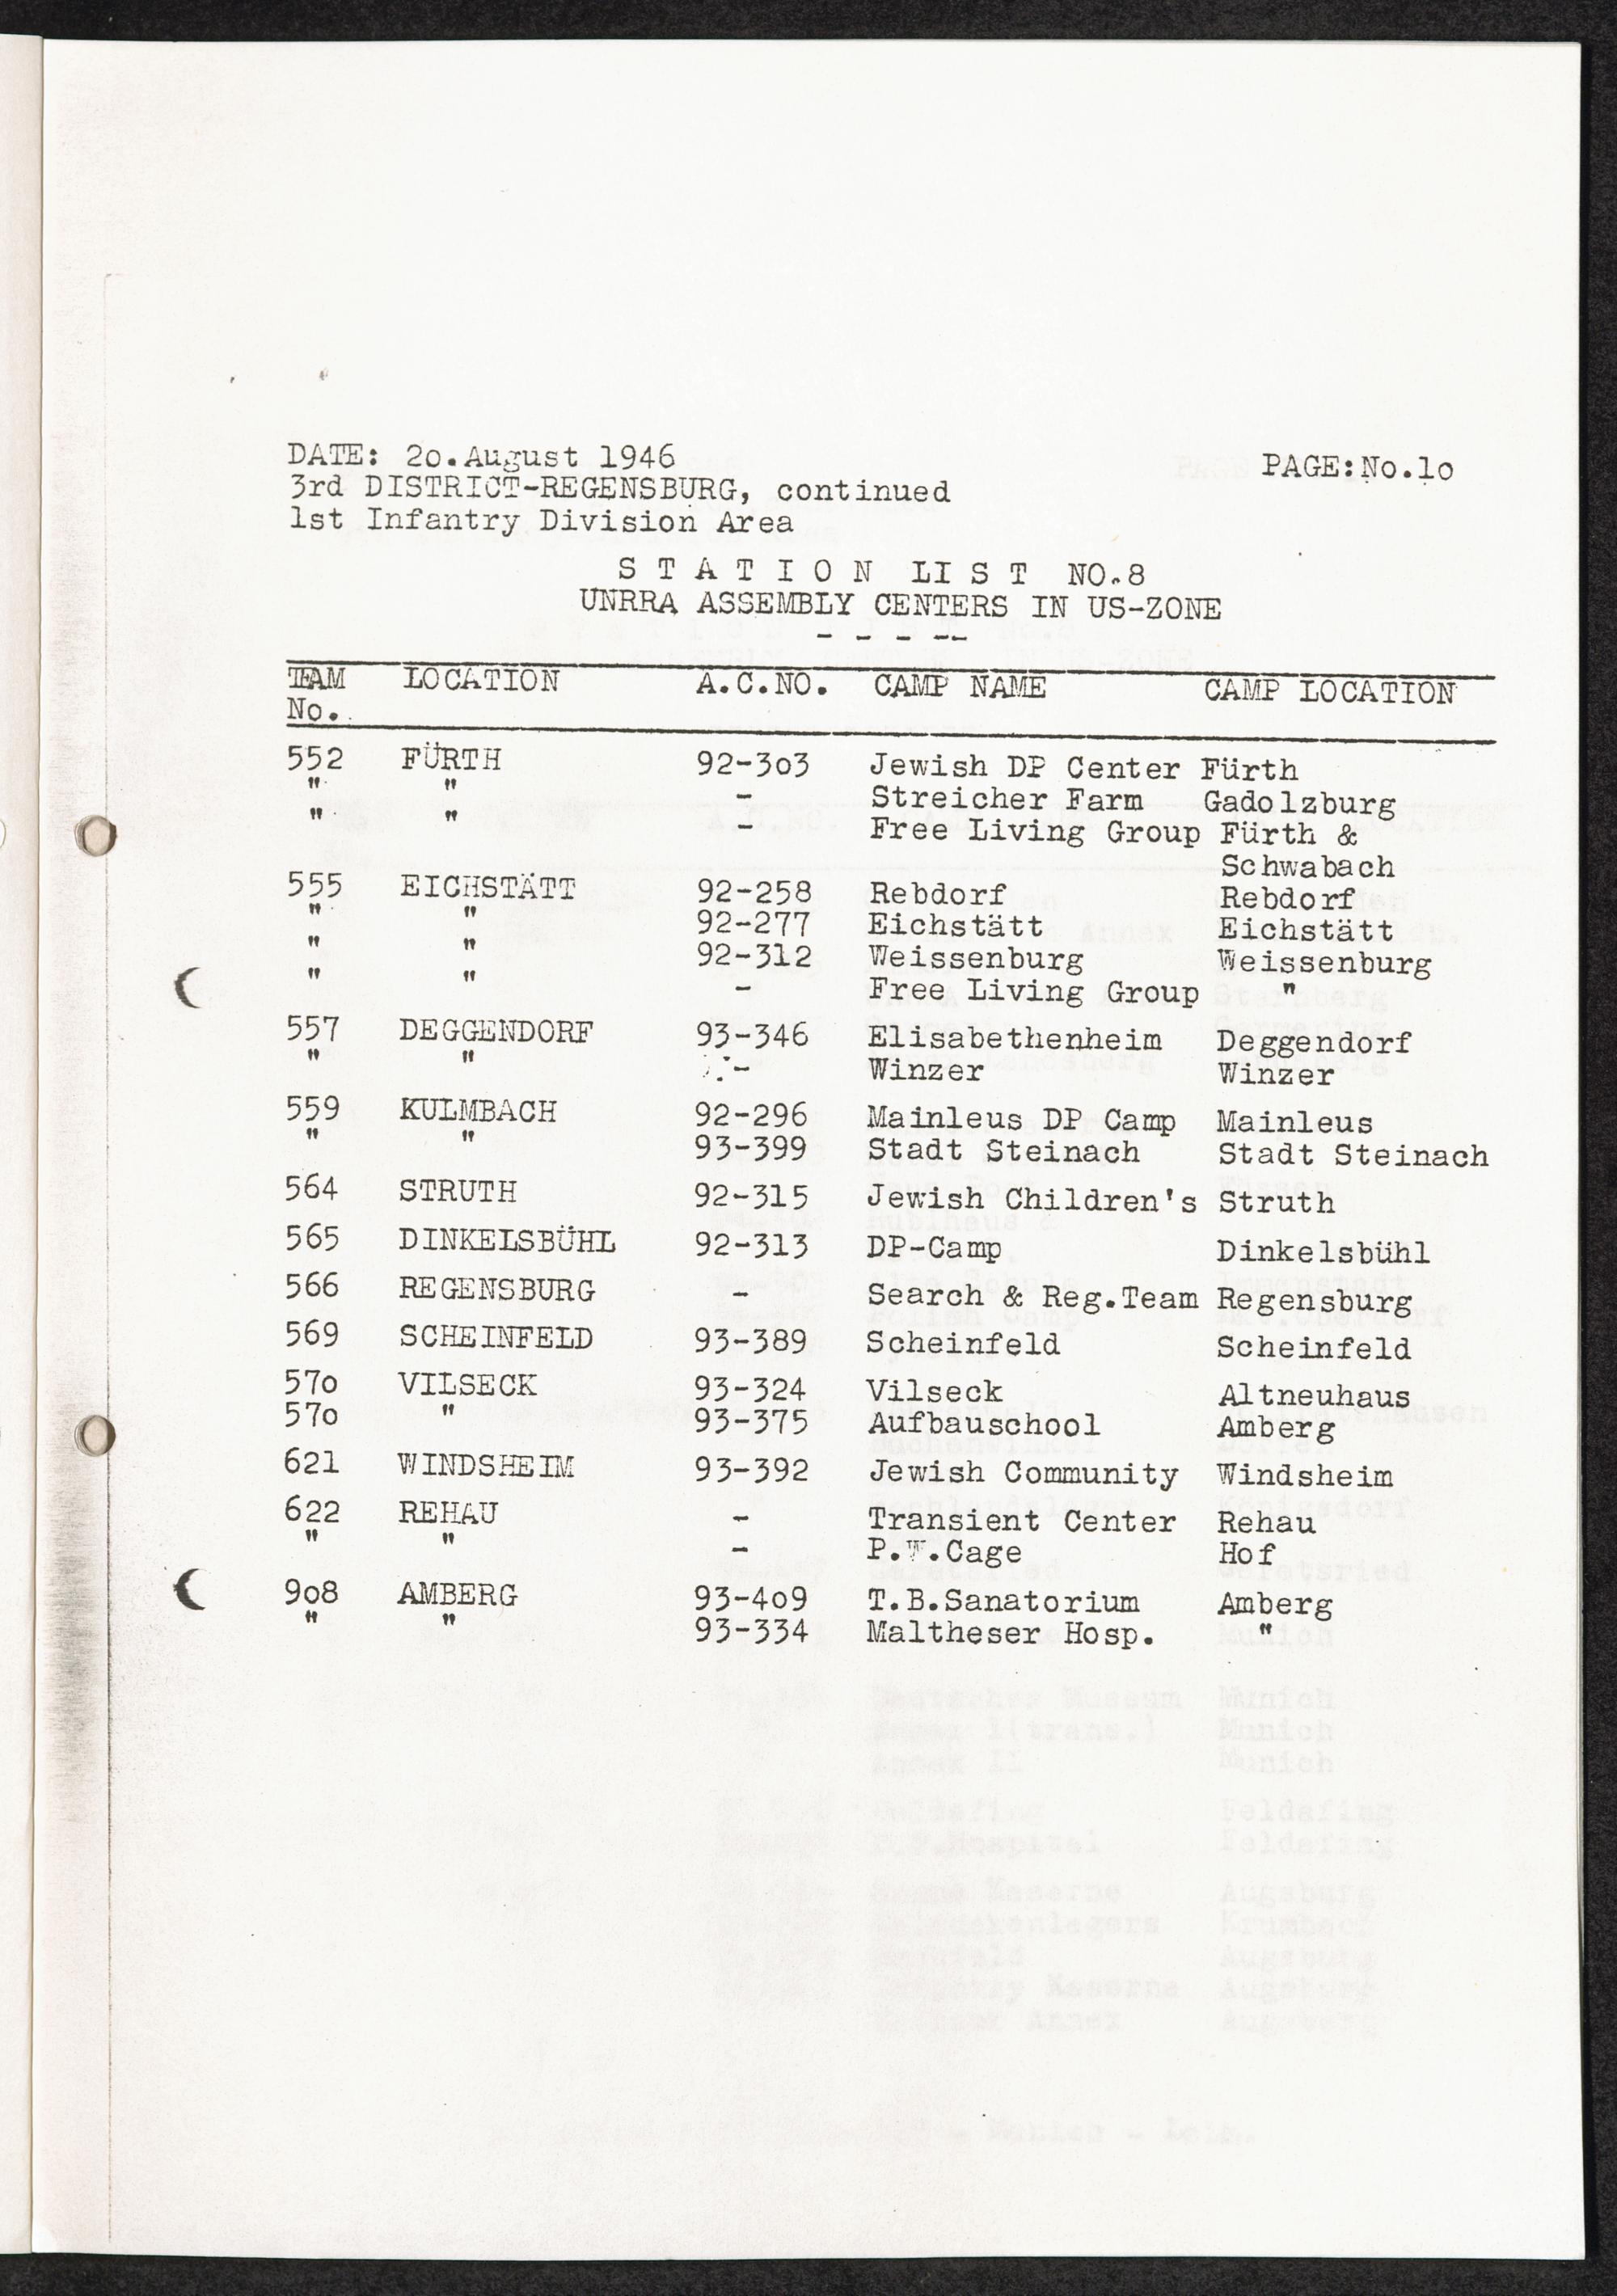 DATE: 2o.August 1946 PAGE:No.1o
3rd DISTRICT-REGENSBURG, continued
1st Infantry Division Area
S T A T I O N LI S T NO.8
UNRRA ASSEMBLY CENTERS IN US-ZONE
- - - --
TEAM LOCATION A.C.NO. CAMP NAME CAMP LOCATION
No.
552 FÜRTH 92-3o3 Jewish DP Center Fürth
" " - Streicher Farm Gadolzburg
" " - Free Living Group Fürth &
Schwabach
555 EICHSTÄTT 92-258 Rebdorf Rebdorf
" " 92-277 Eichstätt Eichstätt
" " 92-312 Weissenburg Weissenburg
" " - Free Living Group "
557 DEGGENDORF 93-346 Elisabethenheim Deggendorf
" " - Winzer Winzer
559 KULMBACH 92-296 Mainleus DP Camp Mainleus
" " 93-399 Stadt Steinach Stadt Steinach
564 STRUTH 92-315 Jewish Children's Struth
565 DINKELSBÜHL 92-313 DP-Camp Dinkelsbühl
566 REGENSBURG - Search & Reg.Team Regensburg
569 SCHEINFELD 93-389 Scheinfeld Scheinfeld
57o VILSECK 93-324 Vilseck Altneuhaus
57o " 93-375 Aufbauschool Amberg
621 WINDSHEIM 93-392 Jewish Community Windsheim
622 REHAU - Transient Center Rehau
" " - P.W.Cage Hof
9o8 AMBERG 93-4o9 T.B.Sanatorium Amberg
" " 93-334 Maltheser Hosp. "